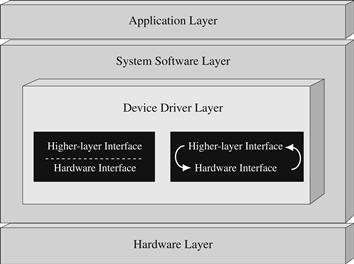 Application Layer
System Software Layer
Device Driver Layer
Higher-layer Interface
Hardware Interface
Higher-layer Interface
Hardware Interface
Hardware Layer